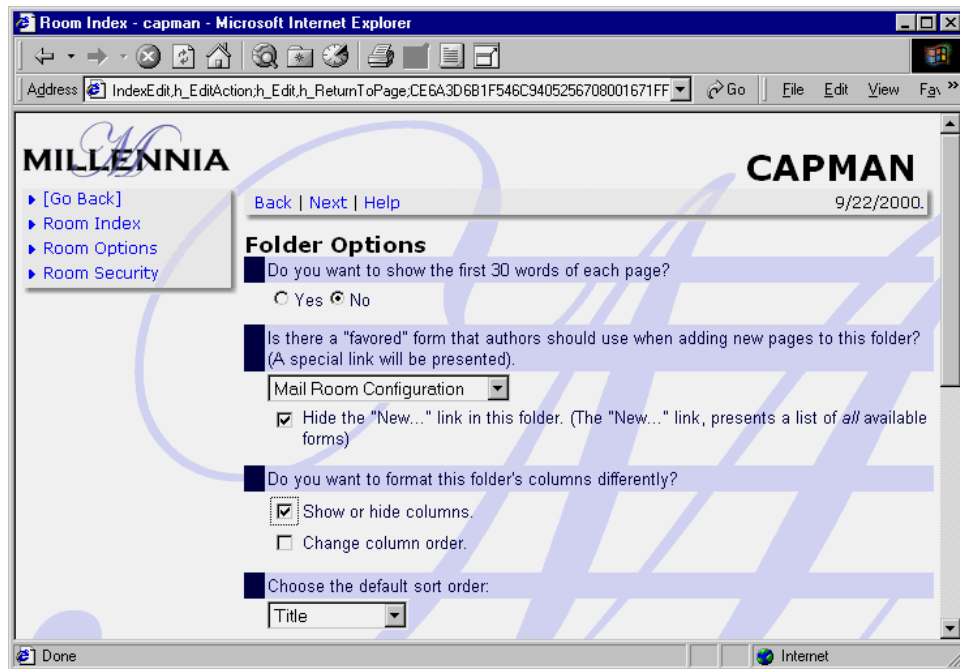 Room Index - capman - Microsoft Internet Explorer
Address IndexEdit,h_EditAction;h_Edit,h_ReturnToPage;CE6A3D6B1F546C9405256708001671FF Go File Edit View Fav »
MILLENNIA
CAPMAN
[Go Back]
Room Index
Room Options
Room Security
Back | Next | Help
9/22/2000.
Folder Options
Do you want to show the first 30 words of each page?
Yes No
Is there a "favored" form that authors should use when adding new pages to this folder?
(A special link will be presented).
Mail Room Configuration
Hide the "New..." link in this folder. (The "New..." link, presents a list of all available
forms)
Do you want to format this folder's columns differently?
Show or hide columns.
Change column order.
Choose the default sort order:
Title
Done
Internet